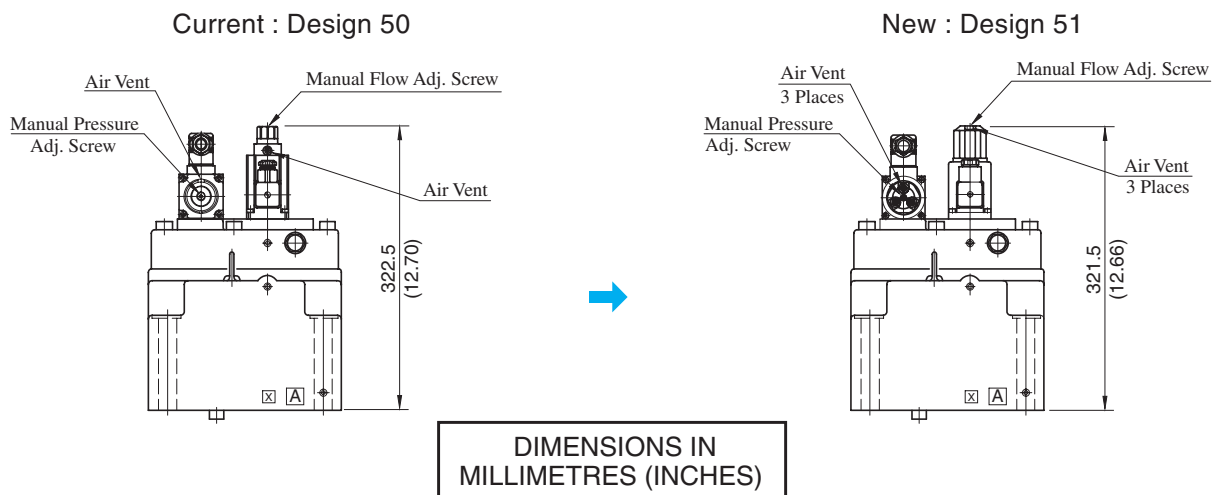 Current : Design 50
Air Vent
Manual Flow Adj. Screw
Manual Pressure
Adj. Screw
Air Vent
322.5
(12.70)
X
A
New : Design 51
Air Vent
3 Places
Manual Flow Adj. Screw
Manual Pressure
Adj. Screw
Air Vent
3 Places
321.5
(12.66)
X
A
DIMENSIONS IN
MILLIMETRES (INCHES)